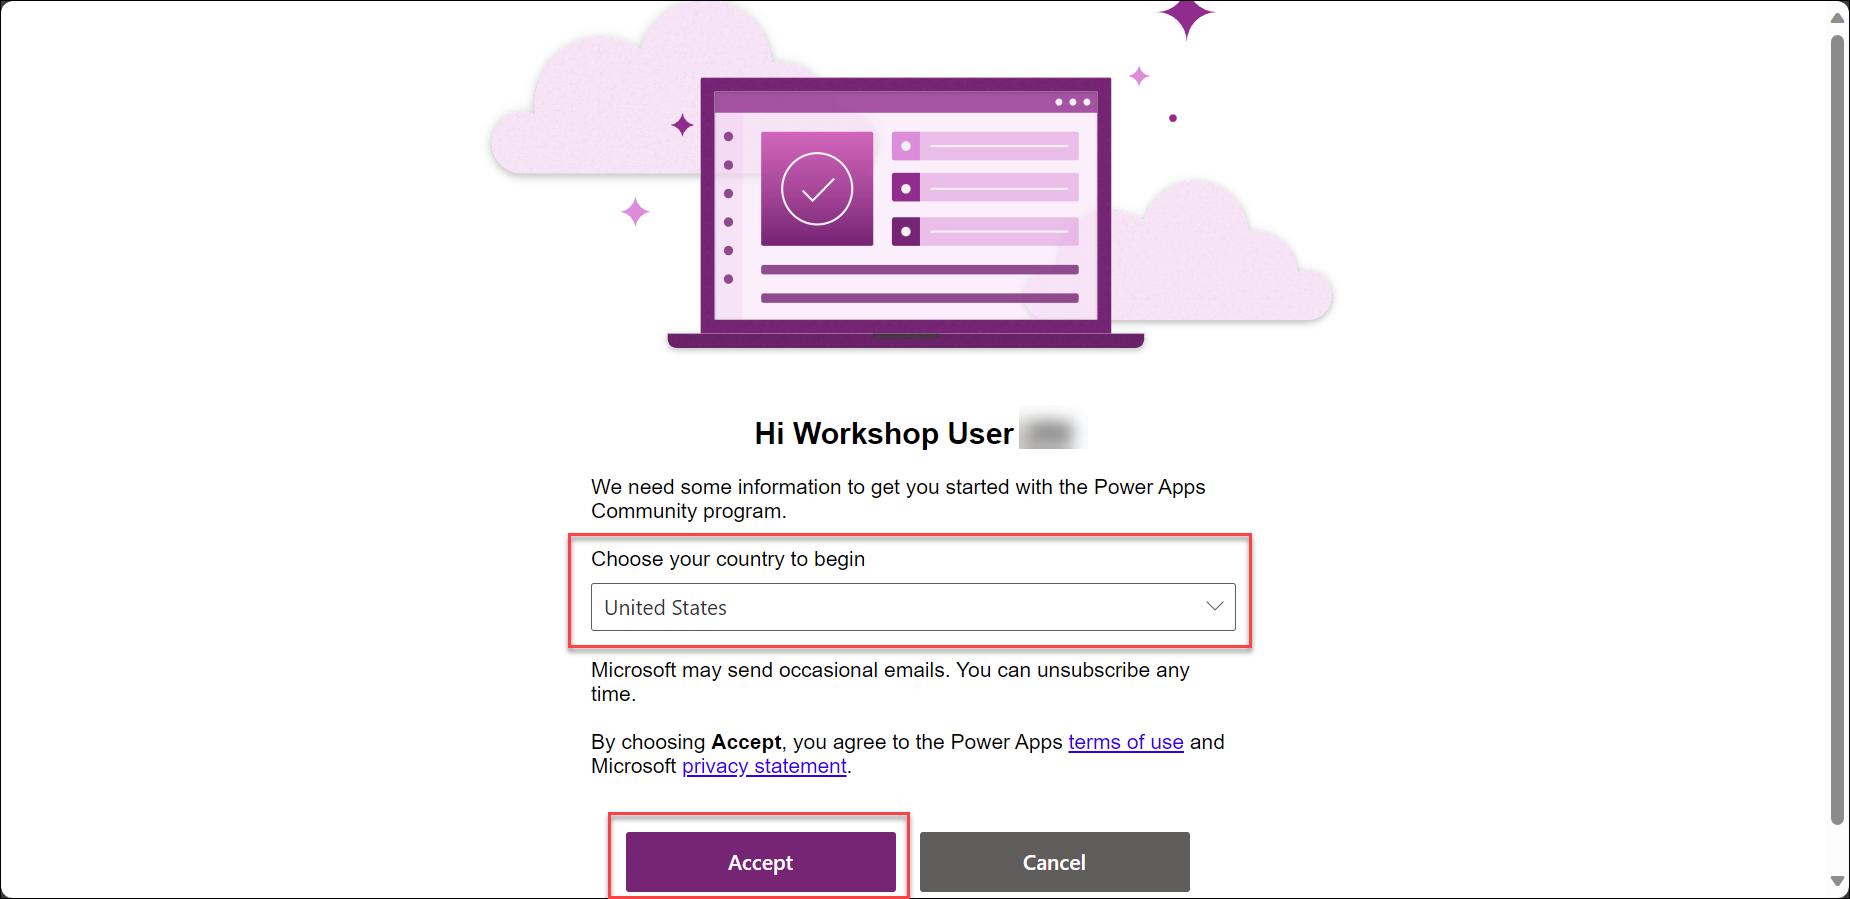 Hi Workshop User
We need some information to get you started with the Power Apps
Community program.
Choose your country to begin
United States
Microsoft may send occasional emails. You can unsubscribe any
time.
By choosing Accept, you agree to the Power Apps terms of use and
Microsoft privacy statement.
Accept
Cancel